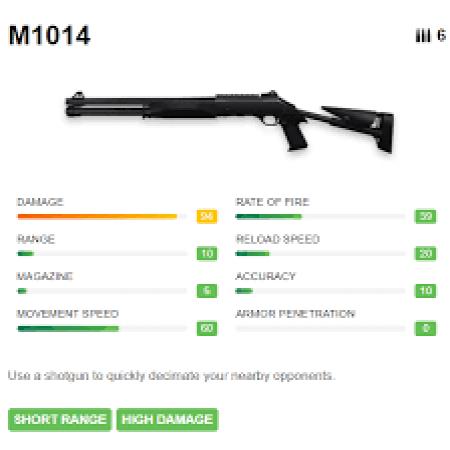 M1014 6
DAMAGE 94 RATE OF FIRE 39
RANGE 10 RELOAD SPEED 20
MAGAZINE 6 ACCURACY 10
MOVEMENT SPEED 60 ARMOR PENETRATION 0
Use a shotgun to quickly decimate your nearby opponents.
SHORT RANGE HIGH DAMAGE